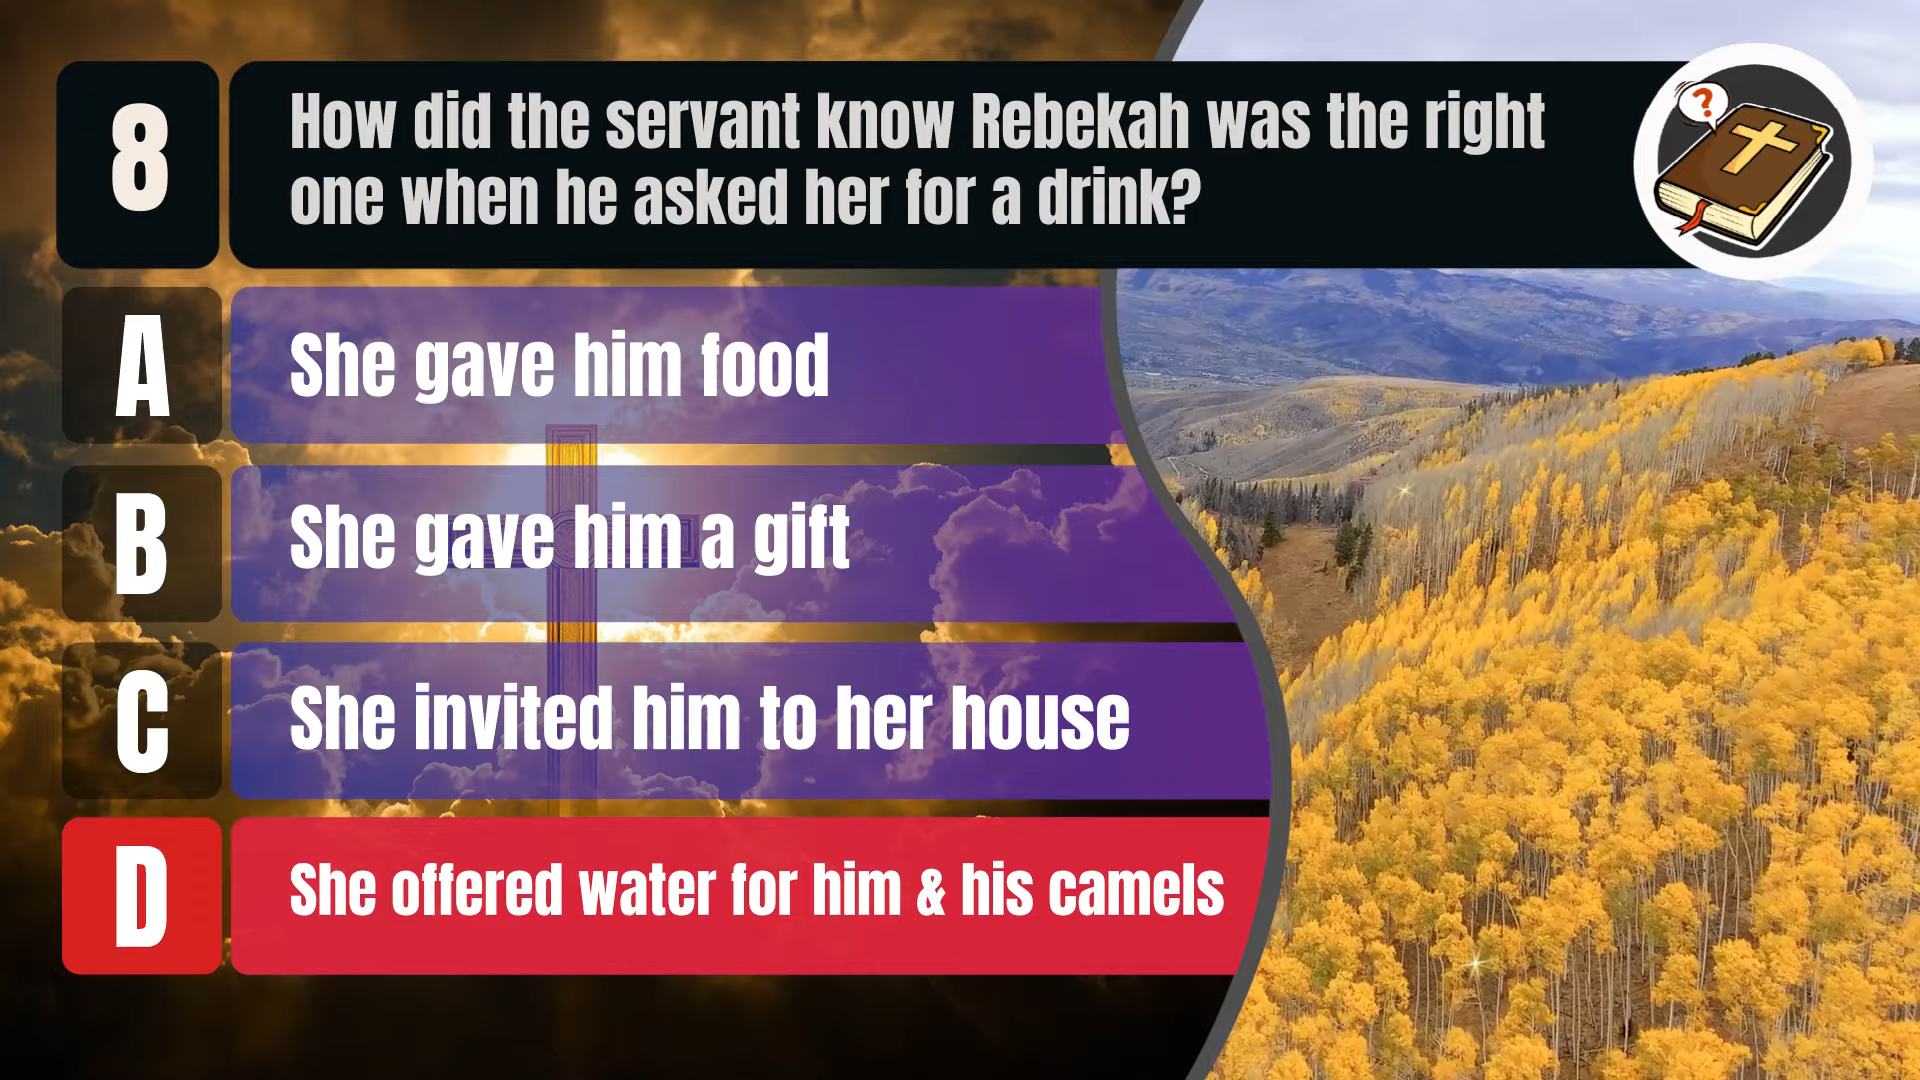 8
How did the servant know Rebekah was the right
one when he asked her for a drink?
?
A
She gave him food
B
She gave him a gift
C
She invited him to her house
D
She offered water for him & his camels